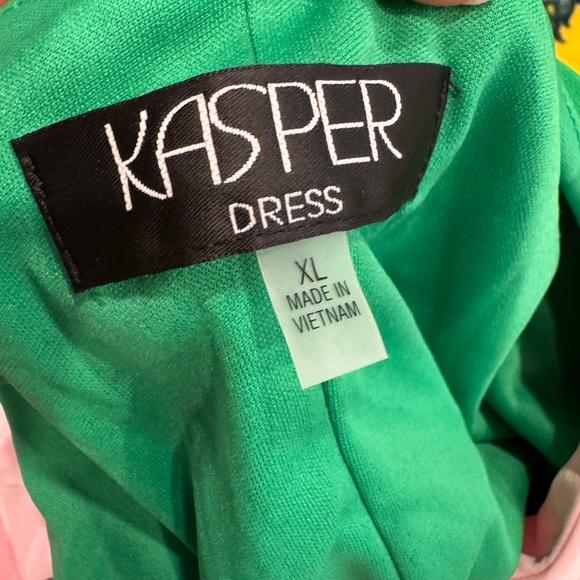 KASPER
DRESS
XL
MADE IN
VIETNAM